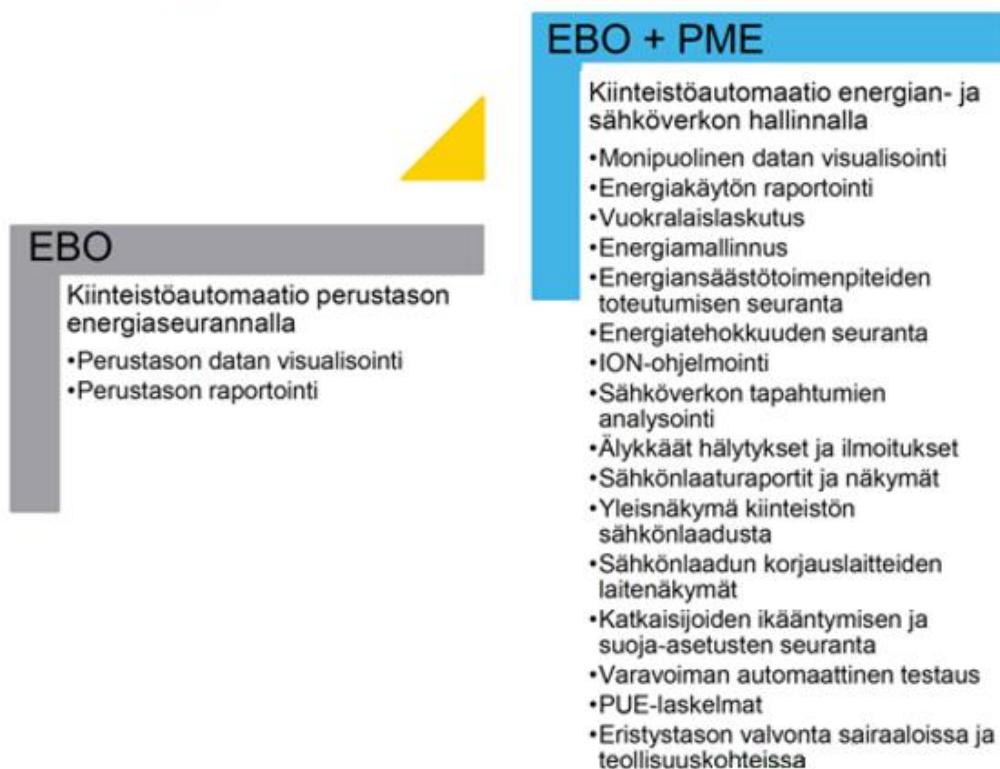 EBO
Kiinteistöautomaatio perustason
energiaseurannalla
•Perustason datan visualisointi
•Perustason raportointi
EBO + PME
Kiinteistöautomaatio energian- ja
sähköverkon hallinnalla
•Monipuolinen datan visualisointi
•Energiakäytön raportointi
•Vuokralaislaskutus
•Energiamallinnus
•Energiansäästötoimenpiteiden
toteutumisen seuranta
•Energiatehokkuuden seuranta
•ION-ohjelmointi
•Sähköverkon tapahtumien
analysointi
•Älykkäät hälytykset ja ilmoitukset
•Sähkönlaaturaportit ja näkymät
•Yleisnäkymä kiinteistön
sähkönlaadusta
•Sähkönlaadun korjauslaitteiden
laitenäkymät
•Katkaisijoiden ikääntymisen ja
suoja-asetusten seuranta
•Varavoiman automaattinen testaus
•PUE-laskelmat
•Eristystason valvonta sairaaloissa ja
teollisuuskohteissa